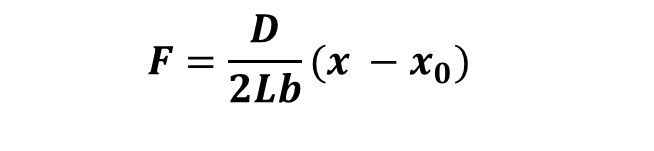 F = D/2Lb (x − x₀)